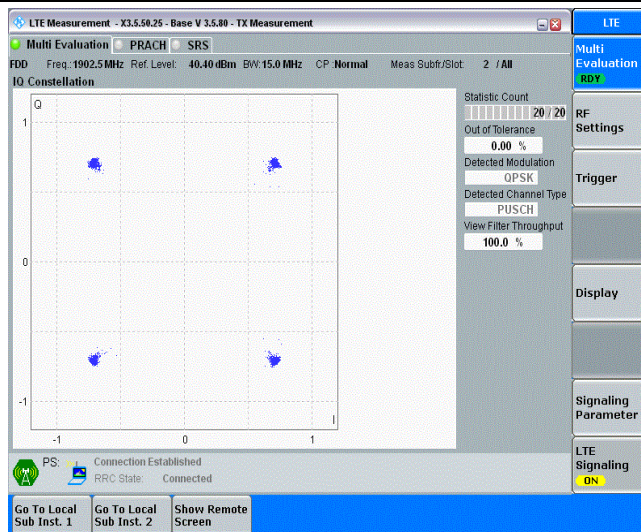 LTE Measurement - X3.5.50.25 - Base V 3.5.80 - TX Measurement
LTE
Multi Evaluation PRACH SRS
Multi
Evaluation
RDY
FDD Freq.:1902.5 MHz Ref. Level: 40.40 dBm BW:15.0 MHz CP :Normal Meas Subfr./Slot: 2 / All
IQ Constellation
Q
1
0
-1
-1 0 1
I
Statistic Count
20 / 20
Out of Tolerance
0.00 %
Detected Modulation
QPSK
Detected Channel Type
PUSCH
View Filter Throughput
100.0 %
RF
Settings
Trigger
Display
Signaling
Parameter
LTE
Signaling
ON
PS: Connection Established
RRC State: Connected
Go To Local
Sub Inst. 1
Go To Local
Sub Inst. 2
Show Remote
Screen